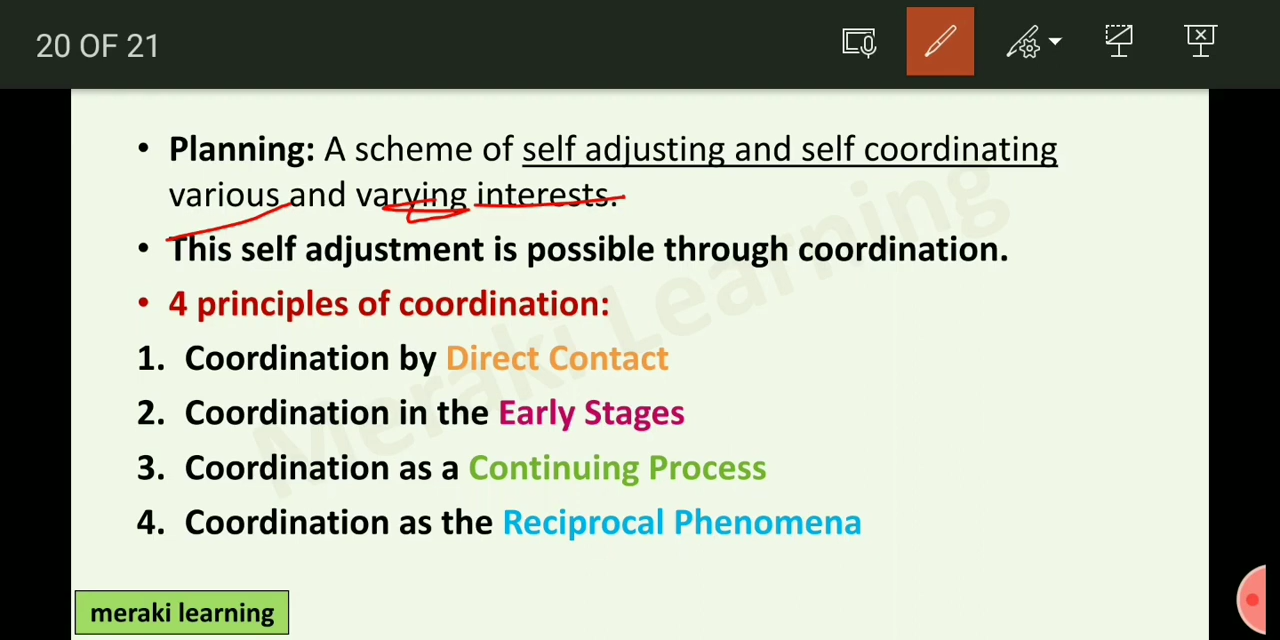 20 OF 21
• Planning: A scheme of self adjusting and self coordinating
various and varying interests.
• This self adjustment is possible through coordination.
• 4 principles of coordination:
1. Coordination by Direct Contact
2. Coordination in the Early Stages
3. Coordination as a Continuing Process
4. Coordination as the Reciprocal Phenomena
Meraki Learning
meraki learning